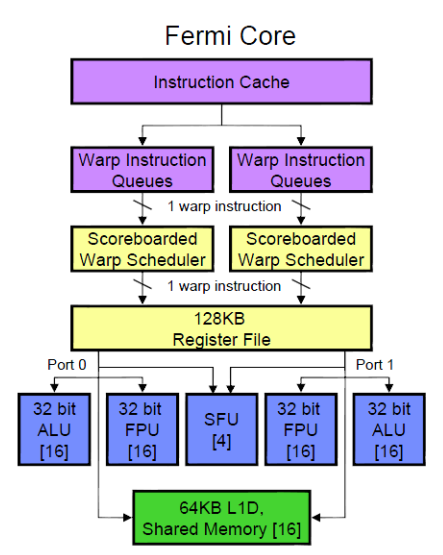 Fermi Core
Instruction Cache
Warp Instruction
Queues
Warp Instruction
Queues
1 warp instruction
Scoreboarded
Warp Scheduler
Scoreboarded
Warp Scheduler
1 warp instruction
128KB
Register File
Port 0
Port 1
32 bit
ALU
[16]
32 bit
FPU
[16]
SFU
[4]
32 bit
FPU
[16]
32 bit
ALU
[16]
64KB L1D,
Shared Memory [16]